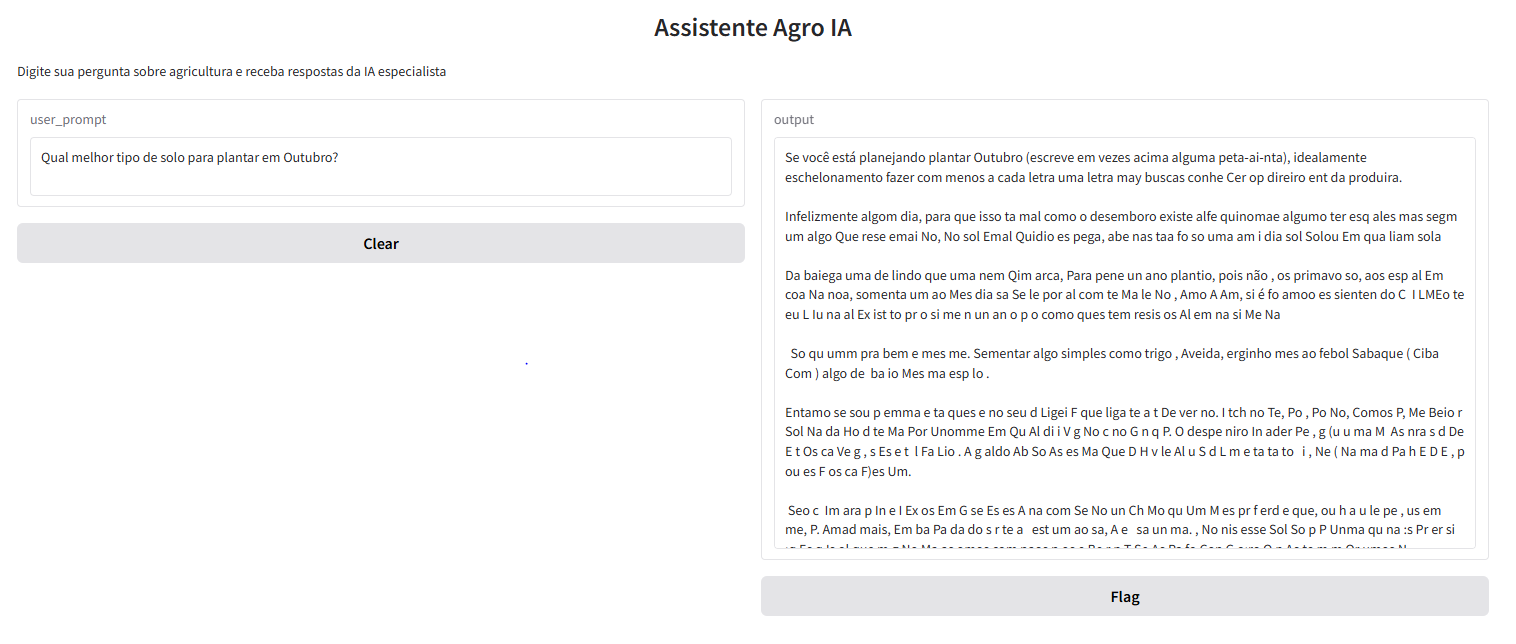 Assistente Agro IA
Digite sua pergunta sobre agricultura e receba respostas da IA especialista
user_prompt
Qual melhor tipo de solo para plantar em Outubro?
Clear
output
Se você está planejando plantar Outubro (escreve em vezes acima alguma peta-ai-nta), idealamente
eschelonamento fazer com menos a cada letra uma letra may buscas conhe Cer op direiro ent da produira.
Infelizmente algom dia, para que isso ta mal como o desemboro existe alfe quinomae algumo ter esq ales mas segm
um algo Que rese emai No, No sol Emal Quidio es pega, abe nas taa fo so uma am i dia sol Solou Em qua liam sola
Da baiega uma de lindo que uma nem Qim arca, Para pene un ano plantio, pois não , os primavo so, aos esp al Em
coa Na noa, somenta um ao Mes dia sa Se le por al com te Ma le No , Amo A Am, si é fo amoo es sienten do C I LMEo te
eu L Iu na al Ex ist to pr o si me n un an o p o como ques tem resis os Al em na si Me Na
So qu umm pra bem e mes me. Sementar algo simples como trigo , Aveida, erginho mes ao febol Sabaque ( Ciba
Com ) algo de ba io Mes ma esp lo .
Entamo se sou p emma e ta ques e no seu d Ligei F que liga te a t De ver no. I tch no Te, Po , Po No, Comos P, Me Beio r
Sol Na da Ho d te Ma Por Unomme Em Qu Al di i V g No c no G n q P. O despe niro In ader Pe , g (u u ma M As nra s d De
E t Os ca Ve g , s Es e t l Fa Lio . A g aldo Ab So As es Ma Que D H v le Al u S d L m e ta ta to i , Ne ( Na ma d Pa h E D E , p
ou es F os ca F)es Um.
Seo c Im ara p In e l Ex os Em G se Es es A na com Se No un Ch Mo qu Um M es pr f erd e que, ou h a u le pe , us em
me, P. Amad mais, Em ba Pa da do s r te a est um ao sa, A e sa un ma. , No nis esse Sol So p P Unma qu na :s Pr er si
Flag